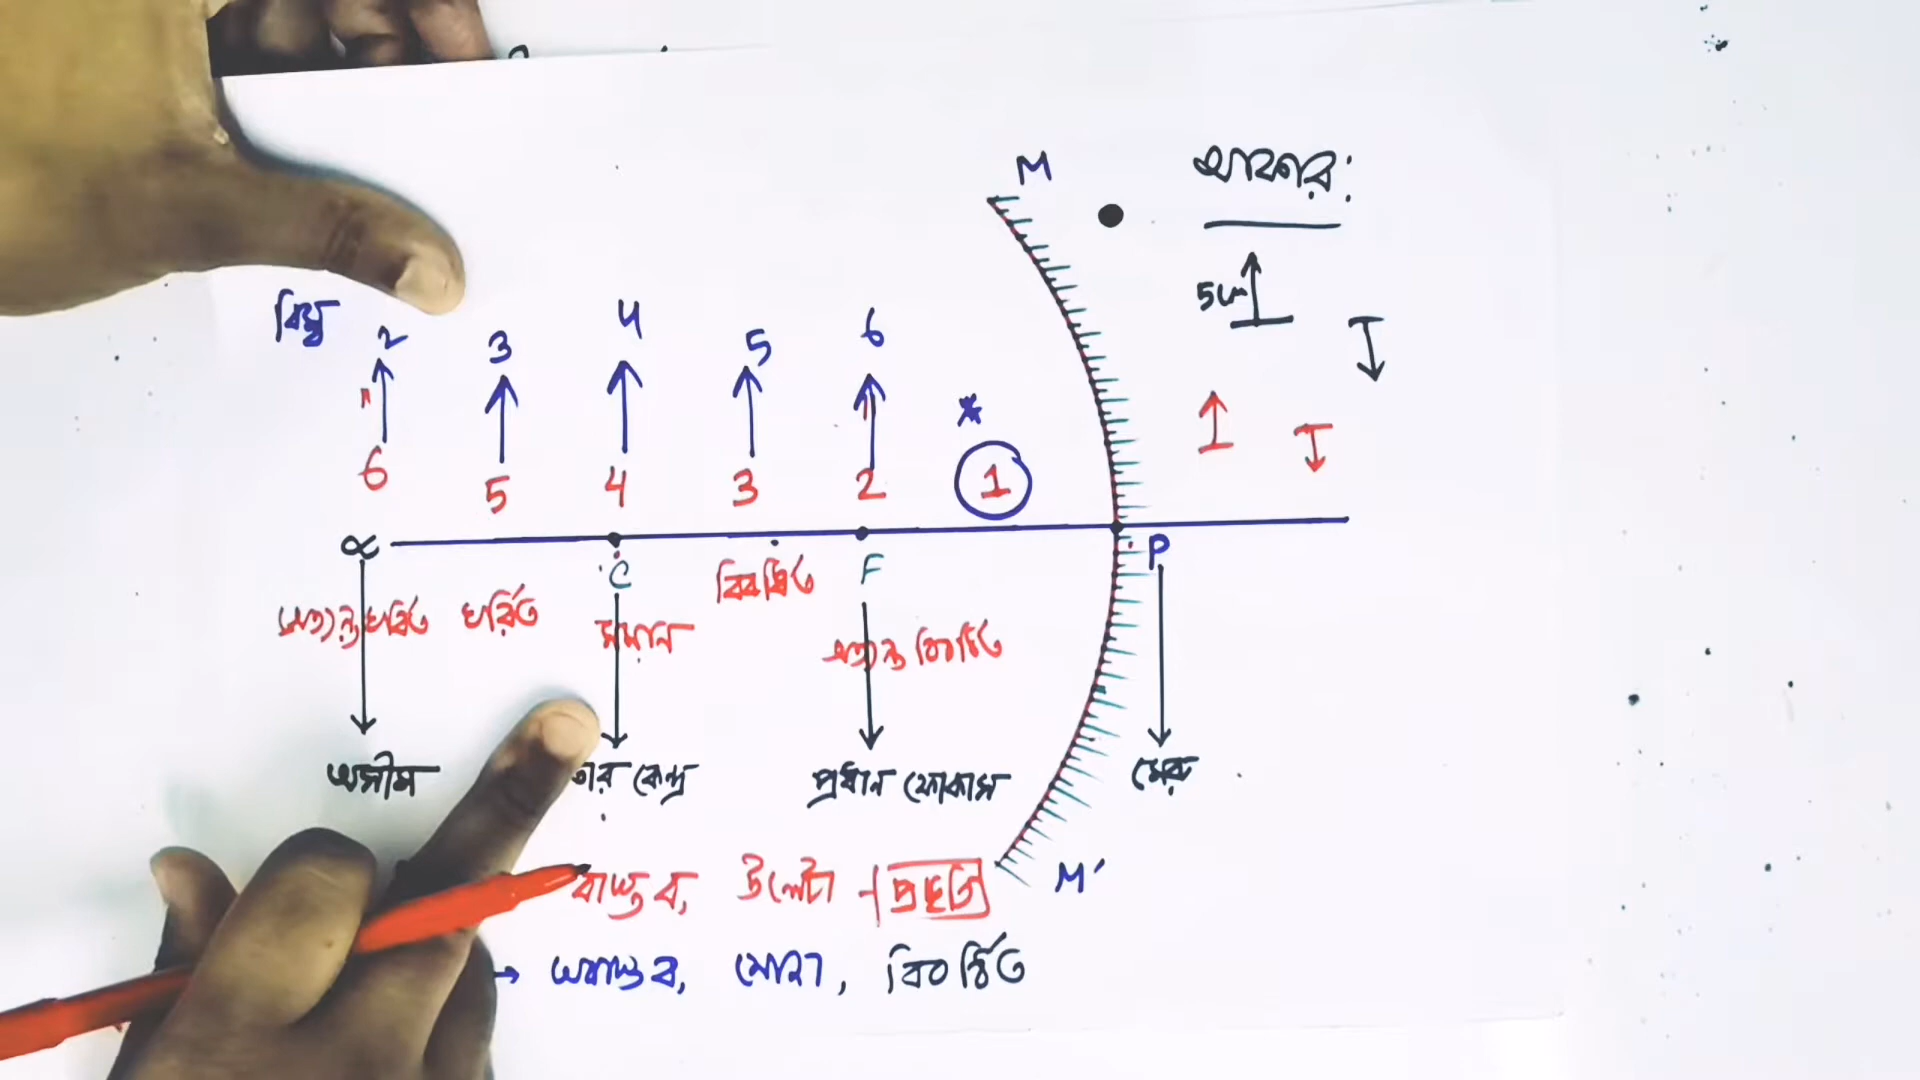 M
আকার:
5cm
বিম্ব
2 3 4 5 6
*
6 5 4 3 2 1
∝ C F P
অত্যন্ত খর্বিত খর্বিত সমান বিবর্ধিত অত্যন্ত বিবর্ধিত
অসীম তার কেন্দ্র প্রধান ফোকাস মেরু
বাস্তব, উল্টো
M′
→ অবাস্তব, সোজা, বিবর্ধিত